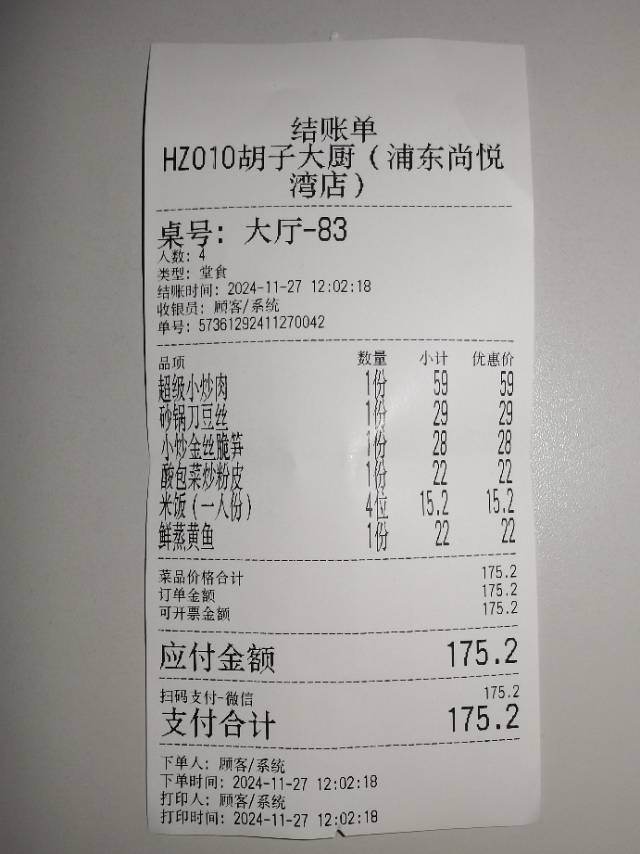 结账单
HZ010胡子大厨（浦东尚悦
湾店）
桌号: 大厅-83
人数: 4
类型: 堂食
结账时间: 2024-11-27 12:02:18
收银员: 顾客/系统
单号: 57361292411270042
品项 数量 小计 优惠价
超级小炒肉 1份 59 59
砂锅刀豆丝 1份 29 29
小炒金丝脆笋 1份 28 28
酸包菜炒粉皮 1份 22 22
米饭（一人份） 4位 15.2 15.2
鲜蒸黄鱼 1份 22 22
菜品价格合计 175.2
订单金额 175.2
可开票金额 175.2
应付金额 175.2
扫码支付-微信 175.2
支付合计 175.2
下单人: 顾客/系统
下单时间: 2024-11-27 12:02:18
打印人: 顾客/系统
打印时间: 2024-11-27 12:02:18